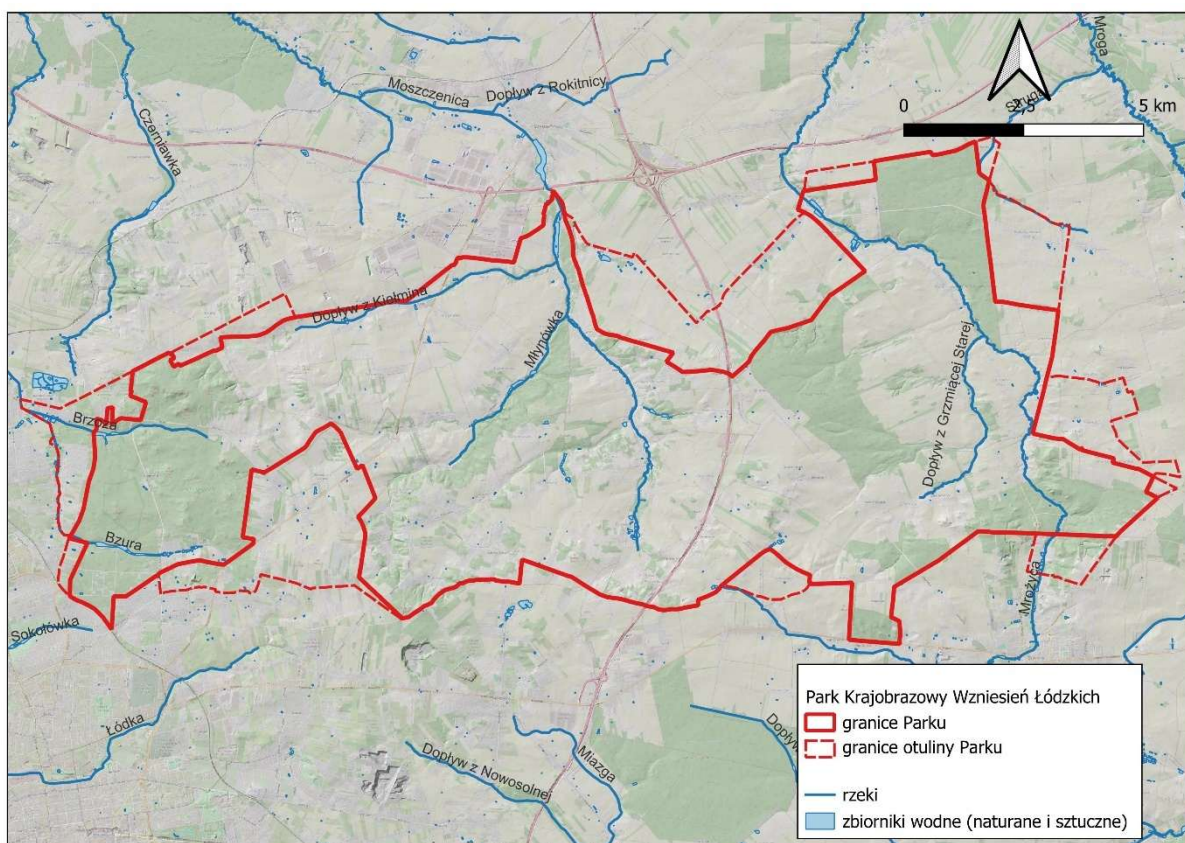 Mroga
Moszczenica
Dopływ z Rokitnicy
Struga
0 2,5 5 km
Czerniawka
Dopływ z Kiełmina
Młynówka
Dopływ z Grzmiącej Starej
Brzoza
Bzura
Mrożyca
Sokołówka
Łódka
Miazga
Dopływ z Nowosolnej
Dopływ
Park Krajobrazowy Wzniesień Łódzkich
granice Parku
granice otuliny Parku
rzeki
zbiorniki wodne (naturane i sztuczne)